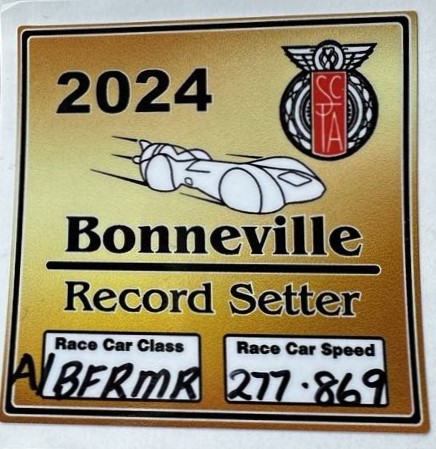 2024
SCTA
Bonneville
Record Setter
Race Car Class
A/BFRMR
Race Car Speed
277.869